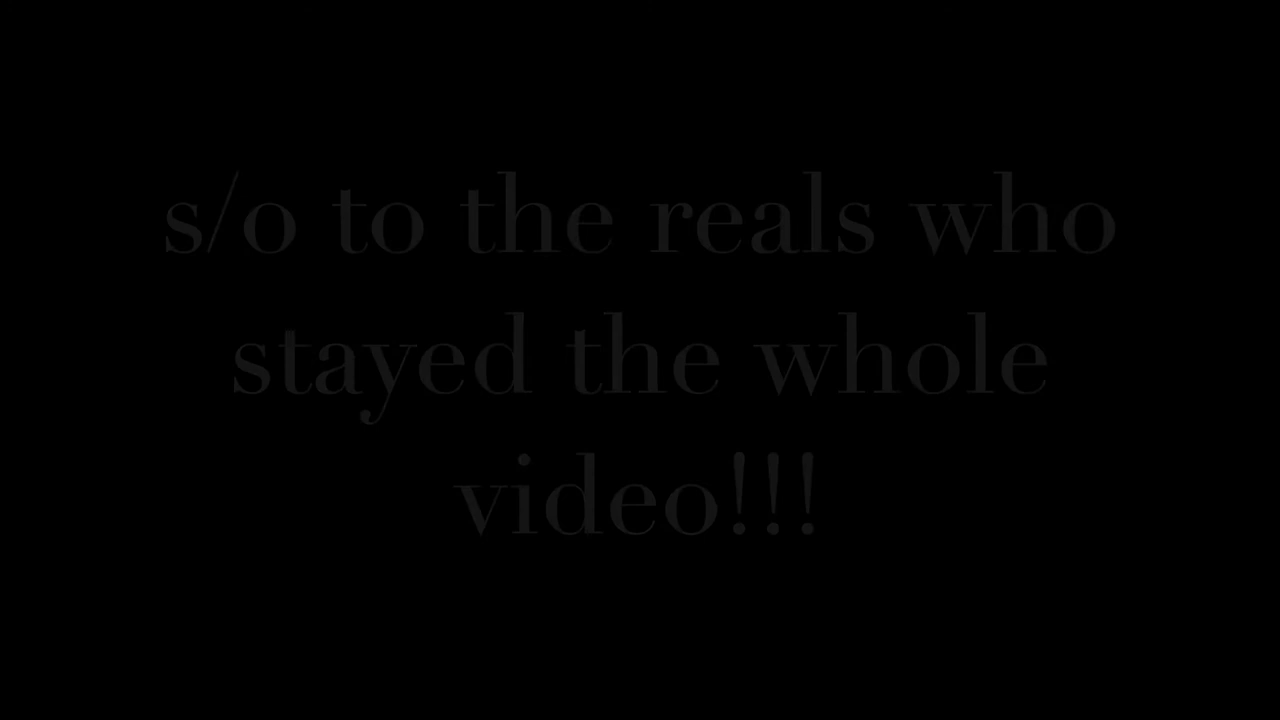 s/o to the reals who
stayed the whole
video!!!